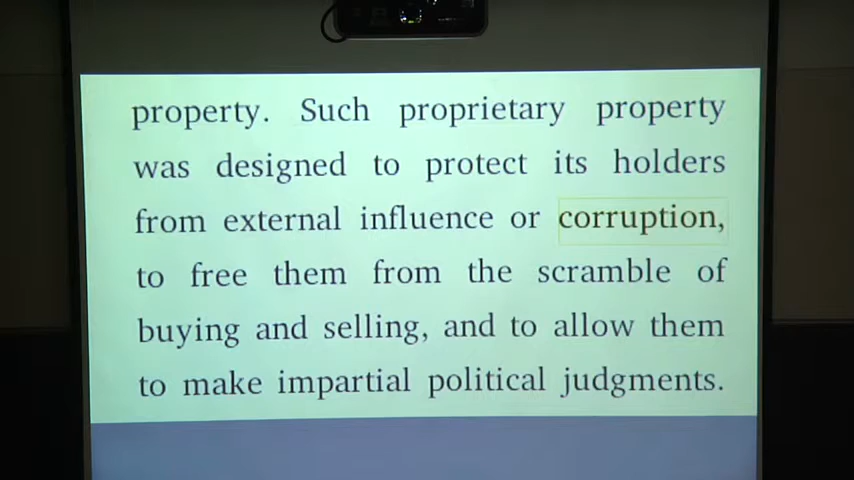 property. Such proprietary property
was designed to protect its holders
from external influence or corruption,
to free them from the scramble of
buying and selling, and to allow them
to make impartial political judgments.